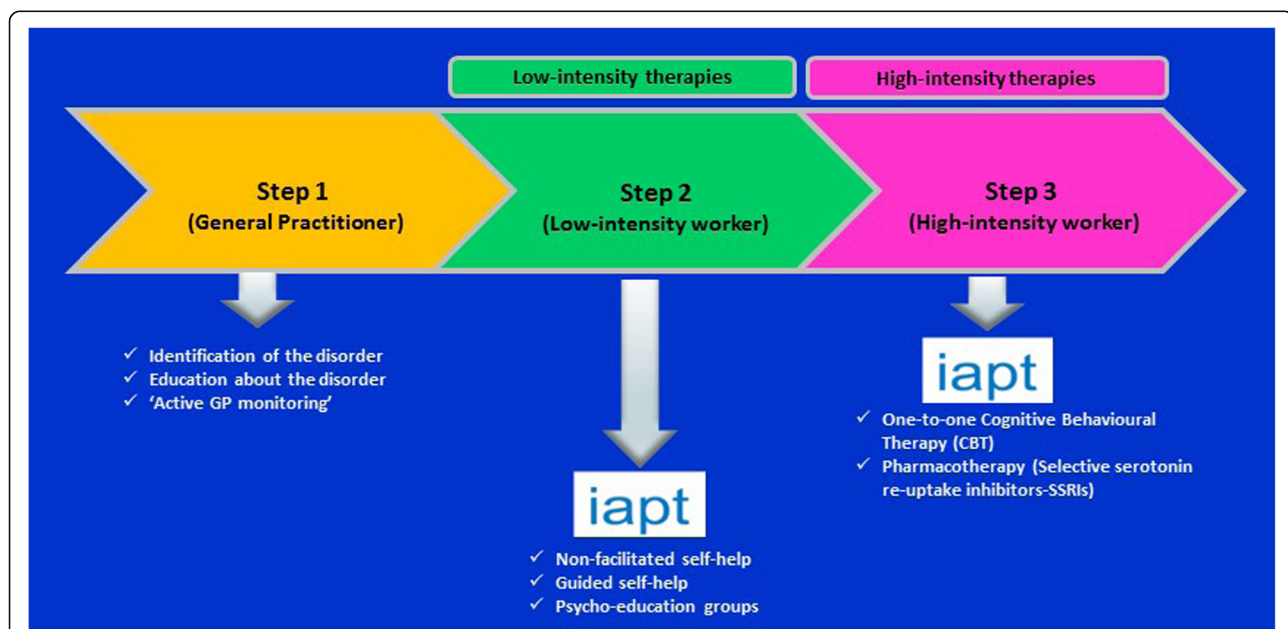 Low-intensity therapies
High-intensity therapies
Step 1
(General Practitioner)
Step 2
(Low-intensity worker)
Step 3
(High-intensity worker)
✓ Identification of the disorder
✓ Education about the disorder
✓ ‘Active GP monitoring’
iapt
✓ Non-facilitated self-help
✓ Guided self-help
✓ Psycho-education groups
iapt
✓ One-to-one Cognitive Behavioural
Therapy (CBT)
✓ Pharmacotherapy (Selective serotonin
re-uptake inhibitors-SSRIs)